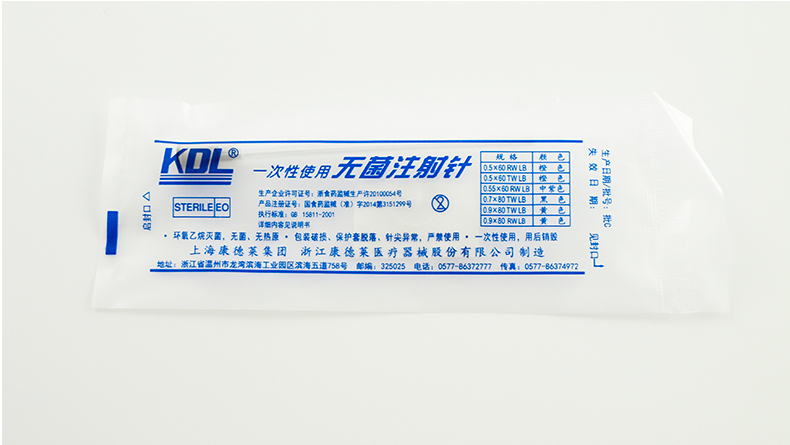 KDL®
一次性使用 无菌注射针
STERILE EO
生产企业许可证号：浙食药监械生产许20100054号
产品注册证号：国食药监械（准）字2014第3151299号
执行标准：GB 15811-2001
详细内容见说明书
规格 颜色
0.5×60 RW LB 橙色
0.5×60 TW LB 橙色
0.55×60 RW LB 中紫色
0.7×80 TW LB 黑色
0.9×80 TW LB 黄色
0.9×80 RW LB 黄色
• 环氧乙烷灭菌，无菌、无热原 • 包装破损、保护套脱落、针尖异常，严禁使用 • 一次性使用，用后销毁
上海康德莱集团 浙江康德莱医疗器械股份有限公司制造
地址：浙江省温州市龙湾滨海工业园区滨海五道758号 邮编：325025 电话：0577-86372777 传真：0577-86374972
启封口
生产日期/批号：批C
失效日期：见封口